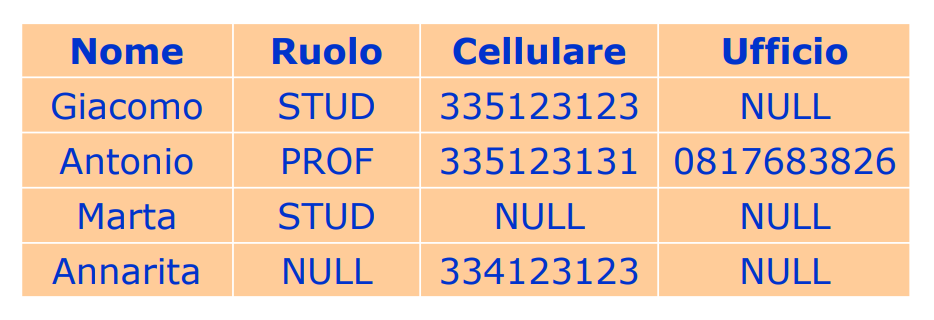 Nome Ruolo Cellulare Ufficio
Giacomo STUD 335123123 NULL
Antonio PROF 335123131 0817683826
Marta STUD NULL NULL
Annarita NULL 334123123 NULL